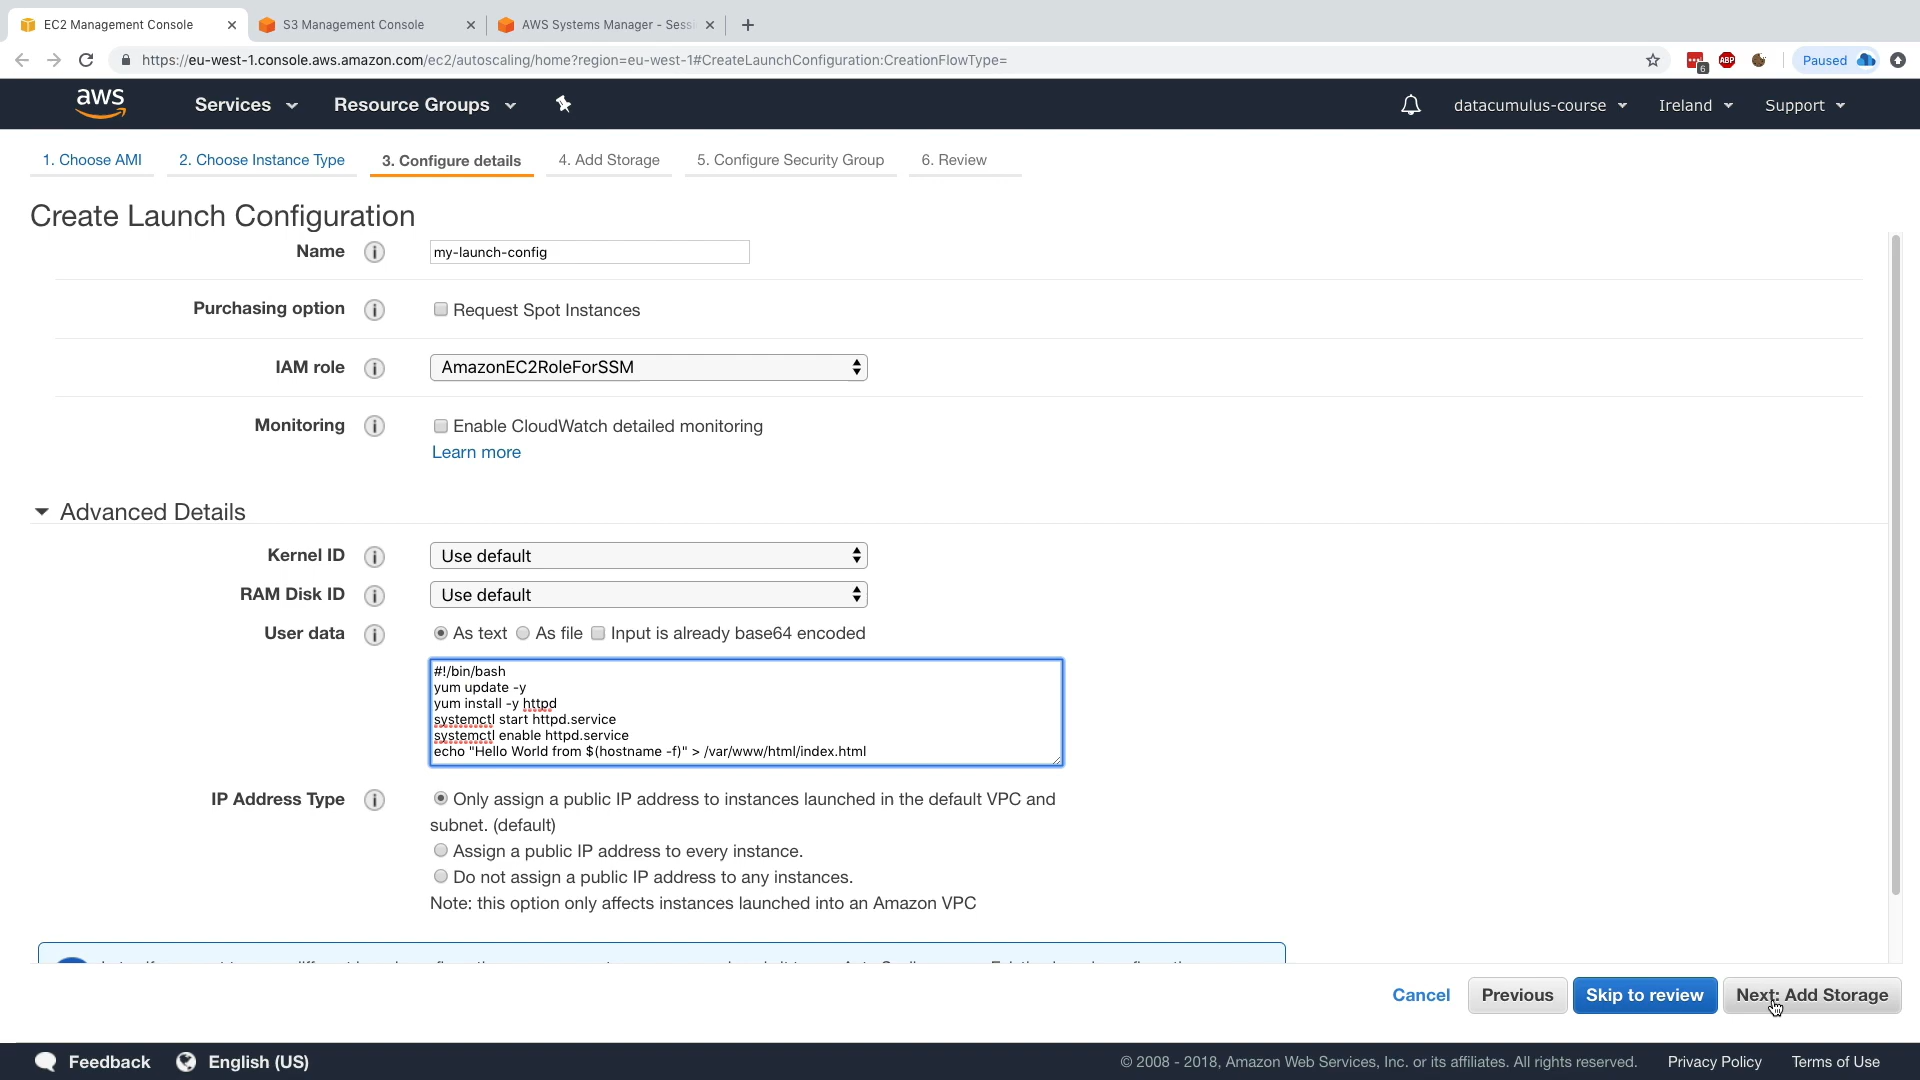 EC2 Management Console
S3 Management Console
AWS Systems Manager - Sess
https://eu-west-1.console.aws.amazon.com/ec2/autoscaling/home?region=eu-west-1#CreateLaunchConfiguration:CreationFlowType=
6
ABP
Paused
aws
Services
Resource Groups
datacumulus-course
Ireland
Support
1. Choose AMI
2. Choose Instance Type
3. Configure details
4. Add Storage
5. Configure Security Group
6. Review
Create Launch Configuration
Name
my-launch-config
Purchasing option
Request Spot Instances
IAM role
AmazonEC2RoleForSSM
Monitoring
Enable CloudWatch detailed monitoring
Learn more
Advanced Details
Kernel ID
Use default
RAM Disk ID
Use default
User data
As text
As file
Input is already base64 encoded
#!/bin/bash
yum update -y
yum install -y httpd
systemctl start httpd.service
systemctl enable httpd.service
echo "Hello World from $(hostname -f)" > /var/www/html/index.html
IP Address Type
Only assign a public IP address to instances launched in the default VPC and
subnet. (default)
Assign a public IP address to every instance.
Do not assign a public IP address to any instances.
Note: this option only affects instances launched into an Amazon VPC
Cancel
Previous
Skip to review
Next: Add Storage
Feedback
English (US)
© 2008 - 2018, Amazon Web Services, Inc. or its affiliates. All rights reserved.
Privacy Policy
Terms of Use